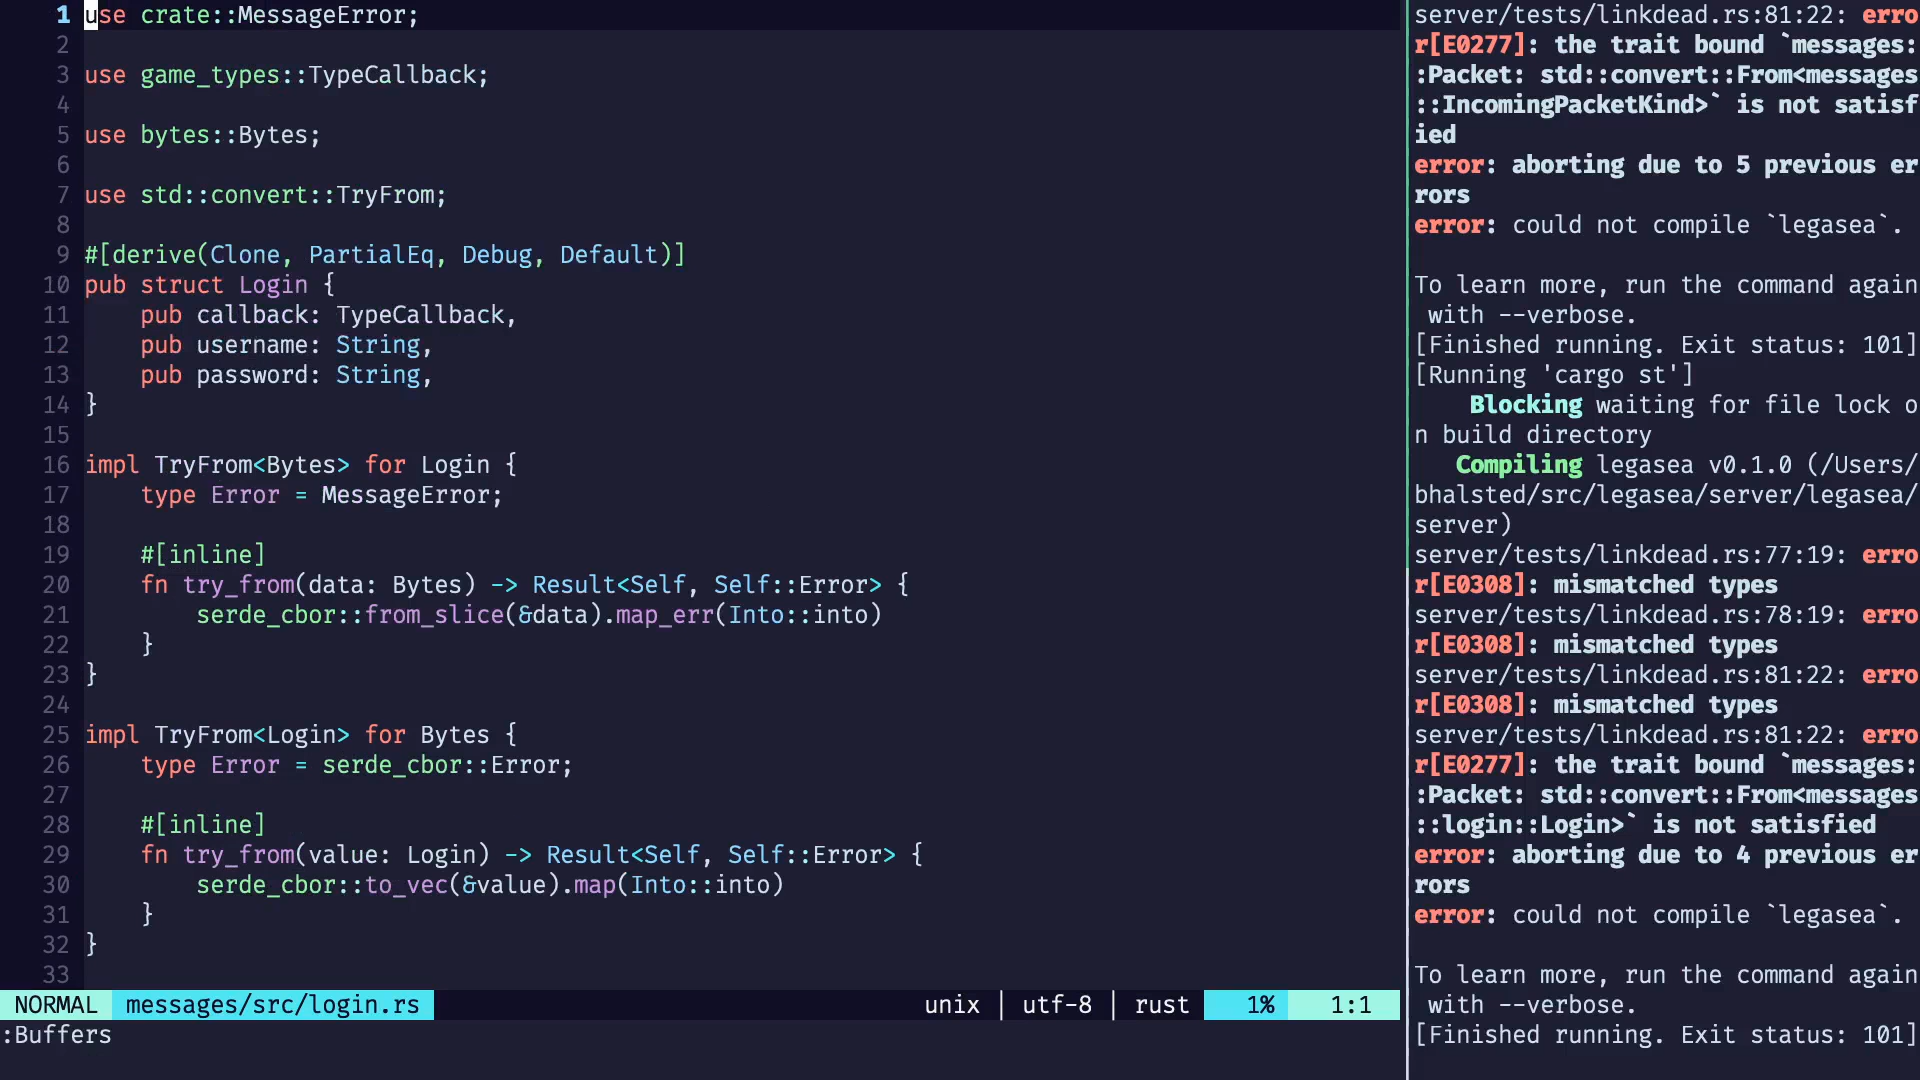 1 use crate::MessageError;
2
3 use game_types::TypeCallback;
4
5 use bytes::Bytes;
6
7 use std::convert::TryFrom;
8
9 #[derive(Clone, PartialEq, Debug, Default)]
10 pub struct Login {
11     pub callback: TypeCallback,
12     pub username: String,
13     pub password: String,
14 }
15
16 impl TryFrom<Bytes> for Login {
17     type Error = MessageError;
18
19     #[inline]
20     fn try_from(data: Bytes) -> Result<Self, Self::Error> {
21         serde_cbor::from_slice(&data).map_err(Into::into)
22     }
23 }
24
25 impl TryFrom<Login> for Bytes {
26     type Error = serde_cbor::Error;
27
28     #[inline]
29     fn try_from(value: Login) -> Result<Self, Self::Error> {
30         serde_cbor::to_vec(&value).map(Into::into)
31     }
32 }
33
NORMAL messages/src/login.rs unix | utf-8 | rust 1% 1:1
:Buffers
server/tests/linkdead.rs:81:22: erro
r[E0277]: the trait bound `messages:
:Packet: std::convert::From<messages
::IncomingPacketKind>` is not satisf
ied
error: aborting due to 5 previous er
rors
error: could not compile `legasea`.

To learn more, run the command again
 with --verbose.
[Finished running. Exit status: 101]
[Running 'cargo st']
    Blocking waiting for file lock o
n build directory
   Compiling legasea v0.1.0 (/Users/
bhalsted/src/legasea/server/legasea/
server)
server/tests/linkdead.rs:77:19: erro
r[E0308]: mismatched types
server/tests/linkdead.rs:78:19: erro
r[E0308]: mismatched types
server/tests/linkdead.rs:81:22: erro
r[E0308]: mismatched types
server/tests/linkdead.rs:81:22: erro
r[E0277]: the trait bound `messages:
:Packet: std::convert::From<messages
::login::Login>` is not satisfied
error: aborting due to 4 previous er
rors
error: could not compile `legasea`.

To learn more, run the command again
 with --verbose.
[Finished running. Exit status: 101]